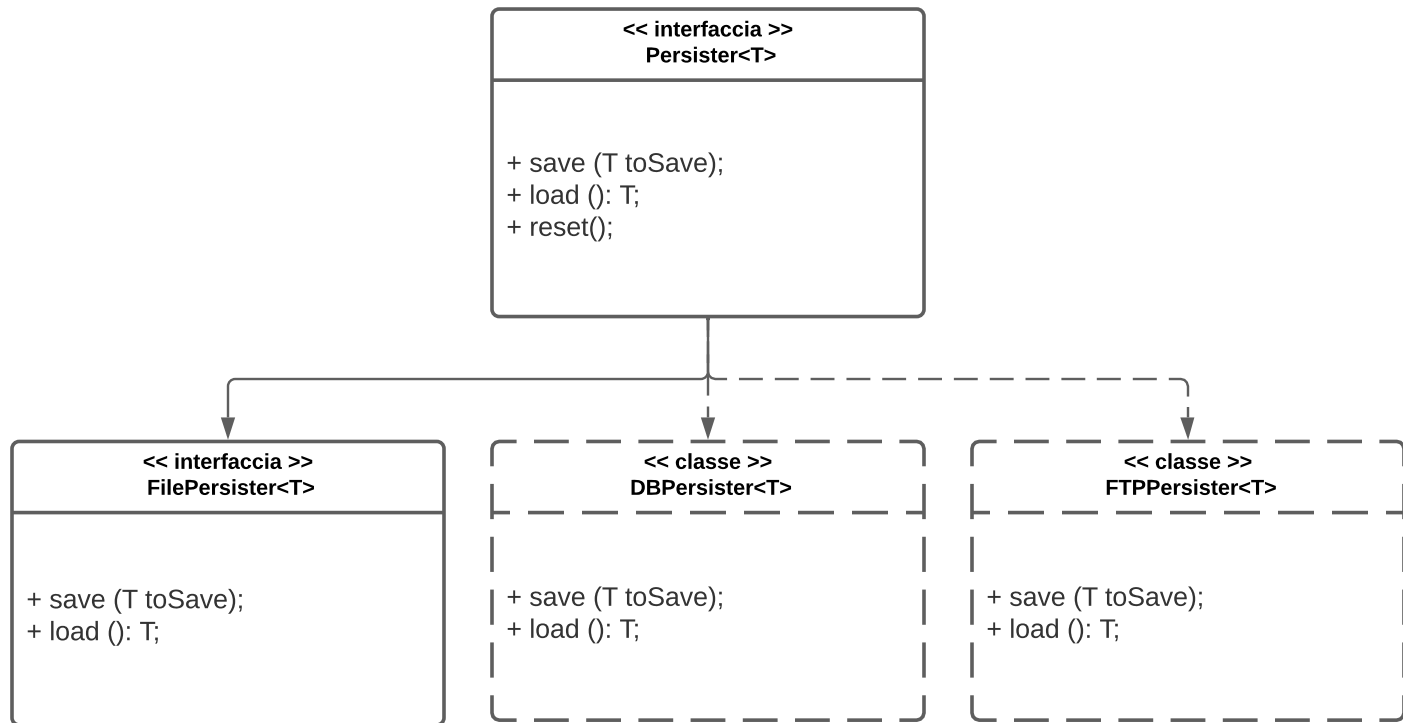 << interfaccia >>
Persister<T>
+ save (T toSave);
+ load (): T;
+ reset();
<< interfaccia >>
FilePersister<T>
+ save (T toSave);
+ load (): T;
<< classe >>
DBPersister<T>
+ save (T toSave);
+ load (): T;
<< classe >>
FTPPersister<T>
+ save (T toSave);
+ load (): T;